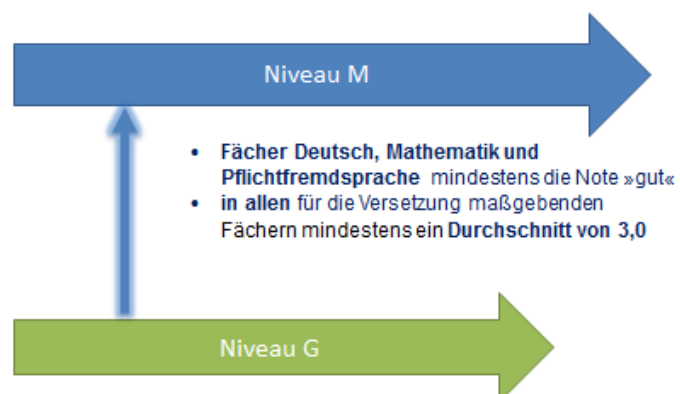 Niveau M
• Fächer Deutsch, Mathematik und
Pflichtfremdsprache mindestens die Note »gut«
• in allen für die Versetzung maßgebenden
Fächern mindestens ein Durchschnitt von 3,0
Niveau G